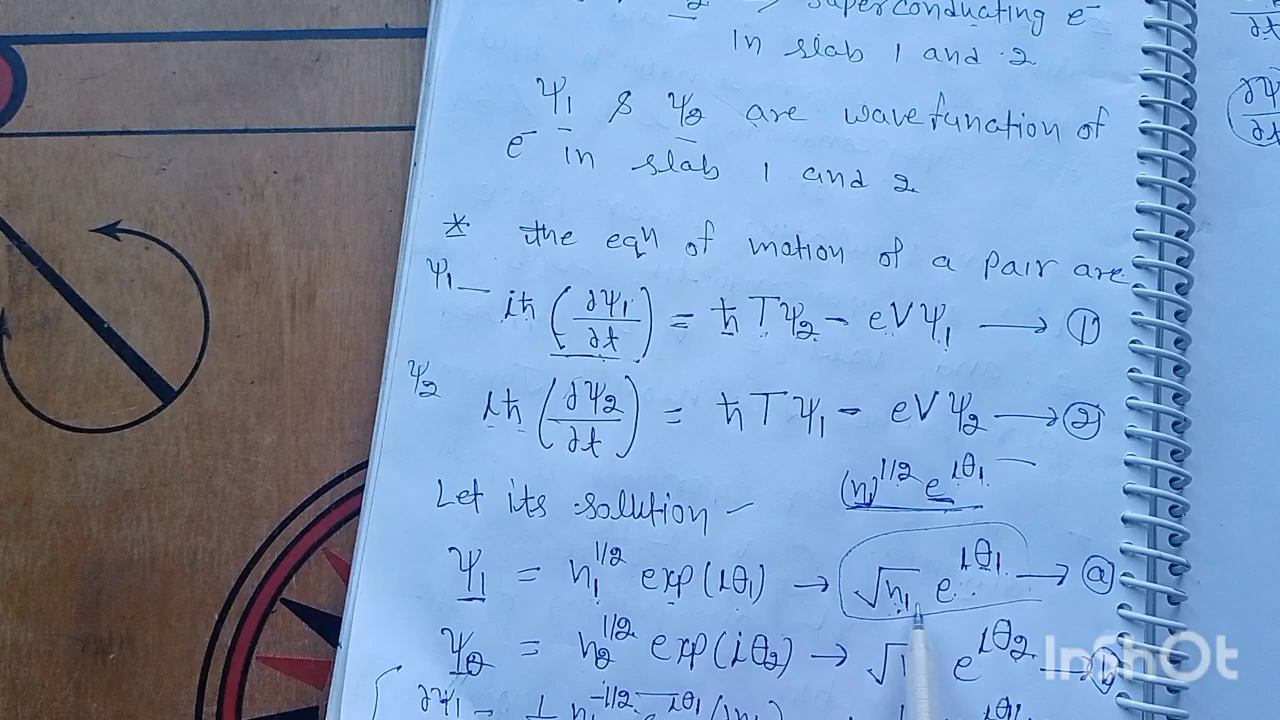 superconducting e⁻
in slab 1 and 2
Ψ₁ & Ψ₂ are wavefunation of
e⁻ in slab 1 and 2
* the eqⁿ of motion of a pair are
Ψ₁— iħ (∂Ψ₁/∂t) = ħTΨ₂ - eVΨ₁ → ①
Ψ₂ iħ (∂Ψ₂/∂t) = ħTΨ₁ - eVΨ₂ → ②
(n)^1/2 e^iθ₁ —
Let its solution -
Ψ₁ = n₁^1/2 exp(iθ₁) → √n₁ e^iθ₁ → ⓐ
Ψ₂ = n₂^1/2 exp(iθ₂) → √ e^iθ₂ → ⓑ
∂Ψ₁
InShOt